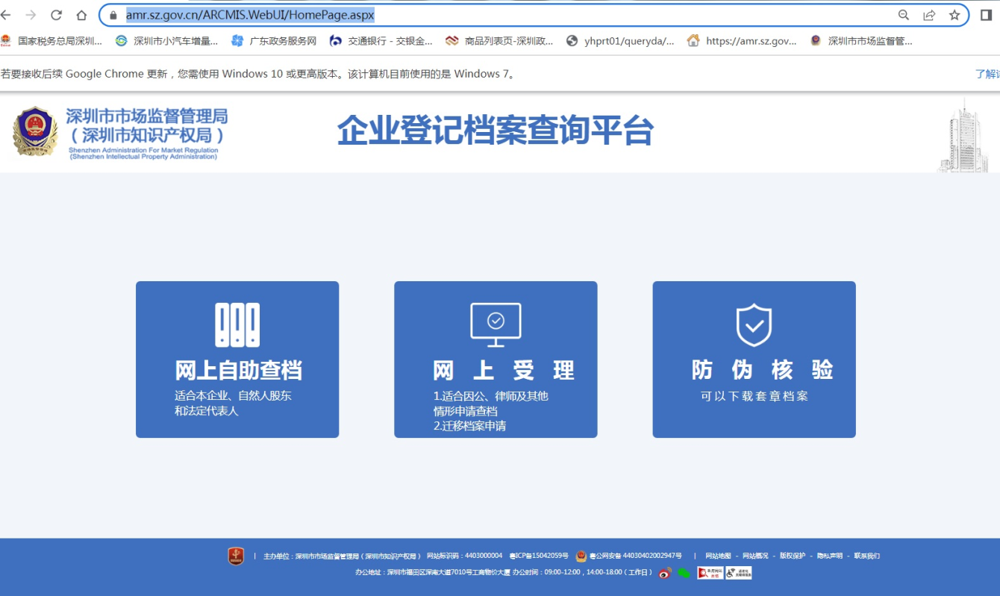 amr.sz.gov.cn/ARCMIS.WebUI/HomePage.aspx
国家税务总局深圳... 深圳市小汽车增量... 广东政务服务网 交通银行 - 交银金... 商品列表页-深圳政... yhprt01/queryda/... https://amr.sz.gov... 深圳市市场监督管...
若要接收后续 Google Chrome 更新，您需使用 Windows 10 或更高版本。该计算机目前使用的是 Windows 7。 了解
深圳市市场监督管理局
（深圳市知识产权局）
Shenzhen Administration For Market Regulation
(Shenzhen Intellectual Property Administration)
企业登记档案查询平台
网上自助查档
适合本企业、自然人股东
和法定代表人
网 上 受 理
1.适合因公、律师及其他
情形申请查档
2.迁移档案申请
防 伪 核 验
可以下载套章档案
| 主办单位：深圳市市场监督管理局（深圳市知识产权局） 网站标识码：4403000004 粤ICP备15042059号 粤公网安备 44030402002947号 | 网站地图 - 网站概况 - 版权保护 - 隐私声明 - 联系我们
办公地址：深圳市福田区深南大道7010号工商物价大厦 办公时间：09:00-12:00，14:00-18:00（工作日）